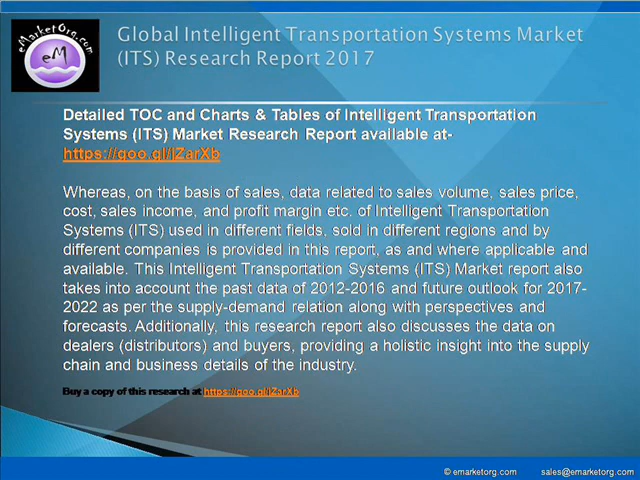 eMarketOrg.com
eM
Global Intelligent Transportation Systems Market
(ITS) Research Report 2017
Detailed TOC and Charts & Tables of Intelligent Transportation
Systems (ITS) Market Research Report available at-
https://goo.gl/jZarXb
Whereas, on the basis of sales, data related to sales volume, sales price,
cost, sales income, and profit margin etc. of Intelligent Transportation
Systems (ITS) used in different fields, sold in different regions and by
different companies is provided in this report, as and where applicable and
available. This Intelligent Transportation Systems (ITS) Market report also
takes into account the past data of 2012-2016 and future outlook for 2017-
2022 as per the supply-demand relation along with perspectives and
forecasts. Additionally, this research report also discusses the data on
dealers (distributors) and buyers, providing a holistic insight into the supply
chain and business details of the industry.
Buy a copy of this research at https://goo.gl/jZarXb
© emarketorg.com sales@emarketorg.com